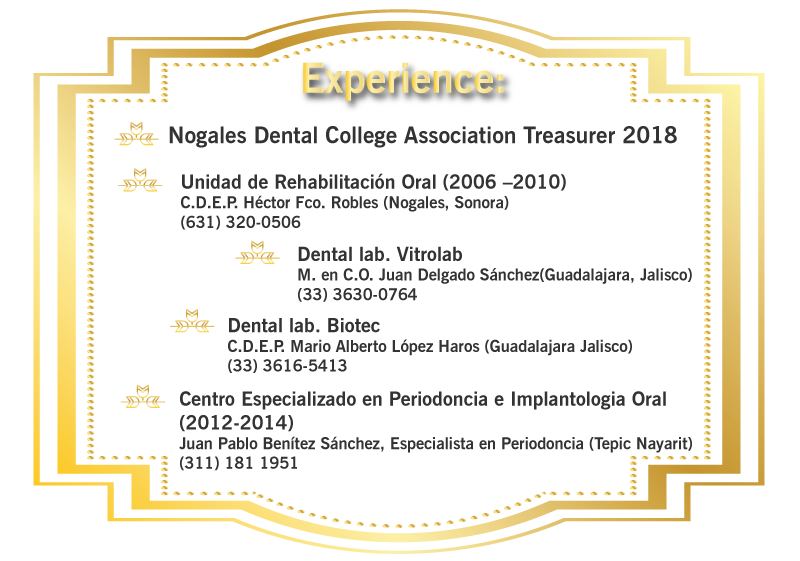 Experience:
Nogales Dental College Association Treasurer 2018
Unidad de Rehabilitación Oral (2006 –2010)
C.D.E.P. Héctor Fco. Robles (Nogales, Sonora)
(631) 320-0506
Dental lab. Vitrolab
M. en C.O. Juan Delgado Sánchez(Guadalajara, Jalisco)
(33) 3630-0764
Dental lab. Biotec
C.D.E.P. Mario Alberto López Haros (Guadalajara Jalisco)
(33) 3616-5413
Centro Especializado en Periodoncia e Implantologia Oral
(2012-2014)
Juan Pablo Benítez Sánchez, Especialista en Periodoncia (Tepic Nayarit)
(311) 181 1951